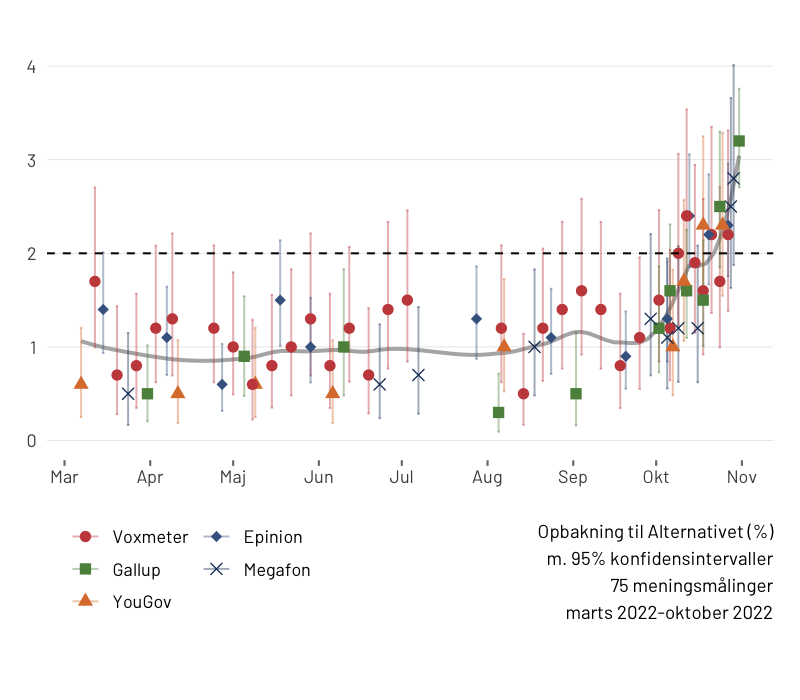 4
3
2
1
0
Mar Apr Maj Jun Jul Aug Sep Okt Nov
Voxmeter Epinion
Gallup Megafon
YouGov
Opbakning til Alternativet (%)
m. 95% konfidensintervaller
75 meningsmålinger
marts 2022-oktober 2022